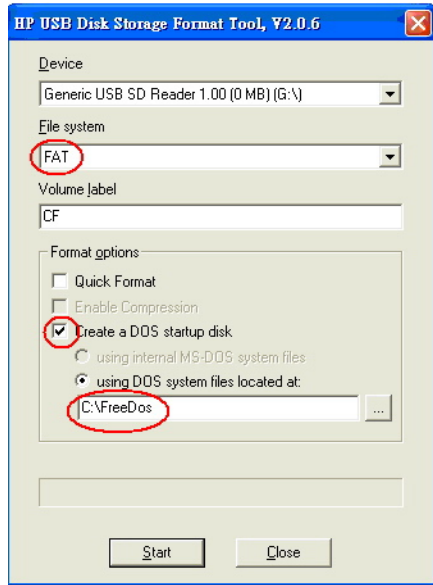 HP USB Disk Storage Format Tool, V2.0.6
Device
Generic USB SD Reader 1.00 (0 MB) (G:\)
File system
FAT
Volume label
CF
Format options
Quick Format
Enable Compression
Create a DOS startup disk
using internal MS-DOS system files
using DOS system files located at:
C:\FreeDos
...
Start Close